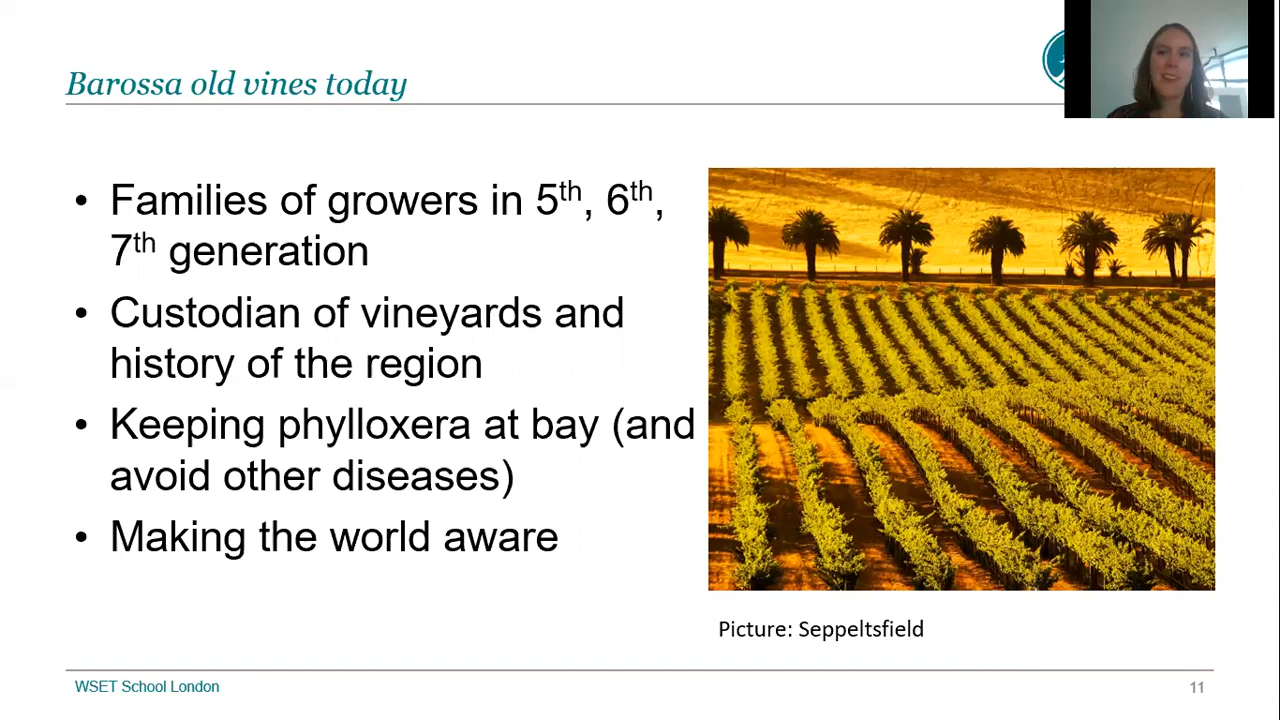 Barossa old vines today
• Families of growers in 5th, 6th,
7th generation
• Custodian of vineyards and
history of the region
• Keeping phylloxera at bay (and
avoid other diseases)
• Making the world aware
Picture: Seppeltsfield
WSET School London
11